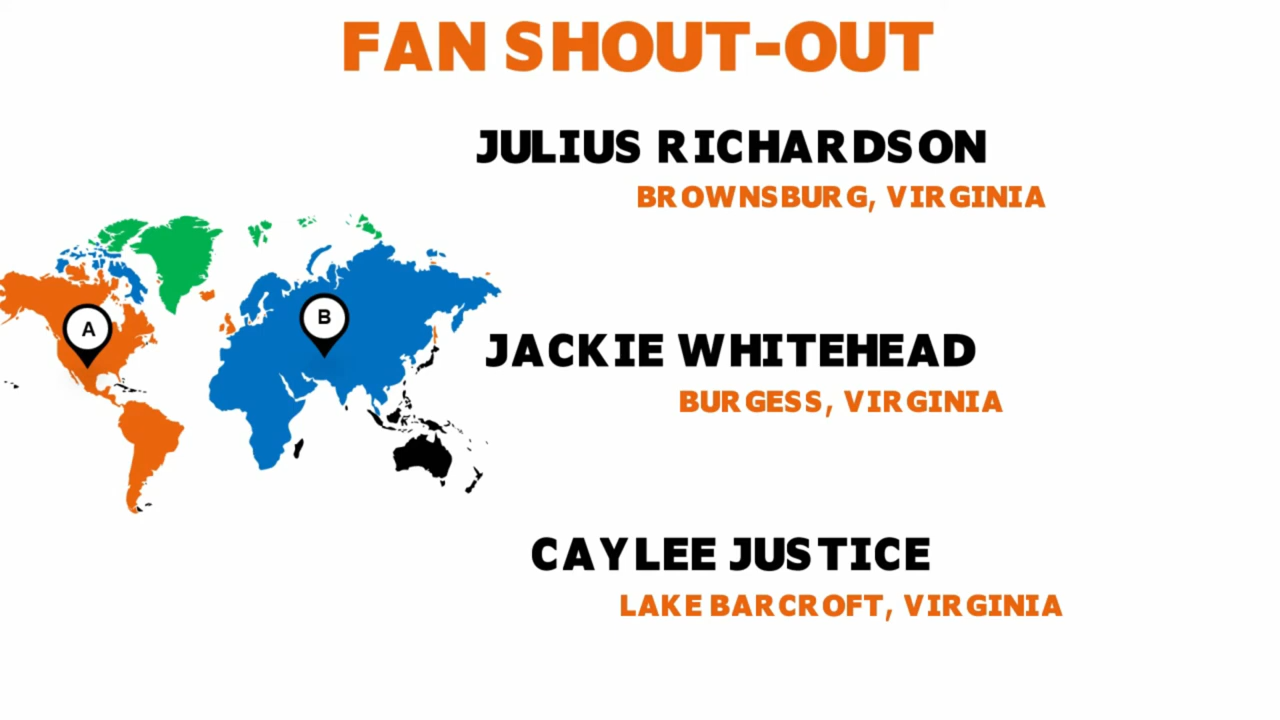 FAN SHOUT-OUT
JULIUS RICHARDSON
BROWNSBURG, VIRGINIA
A
B
JACKIE WHITEHEAD
BURGESS, VIRGINIA
CAYLEE JUSTICE
LAKE BARCROFT, VIRGINIA